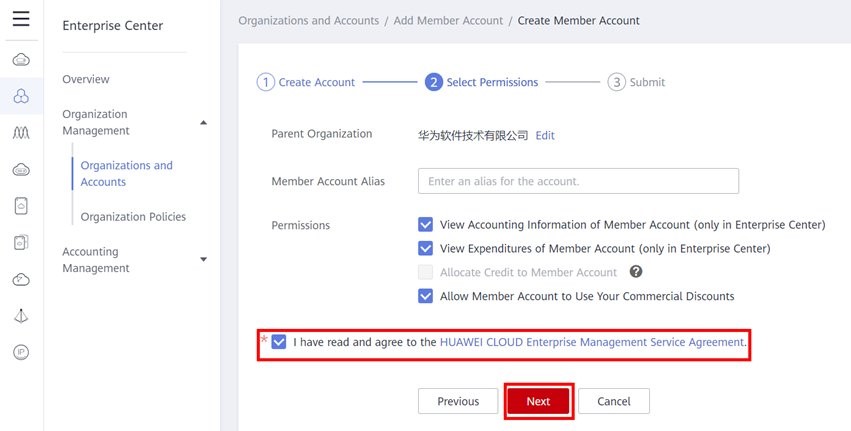 Enterprise Center
Overview
Organization
Management
Organizations and
Accounts
Organization Policies
Accounting
Management
Organizations and Accounts / Add Member Account / Create Member Account
1 Create Account 2 Select Permissions 3 Submit
Parent Organization 华为软件技术有限公司 Edit
Member Account Alias Enter an alias for the account.
Permissions View Accounting Information of Member Account (only in Enterprise Center)
View Expenditures of Member Account (only in Enterprise Center)
Allocate Credit to Member Account ?
Allow Member Account to Use Your Commercial Discounts
* I have read and agree to the HUAWEI CLOUD Enterprise Management Service Agreement.
Previous Next Cancel
IP